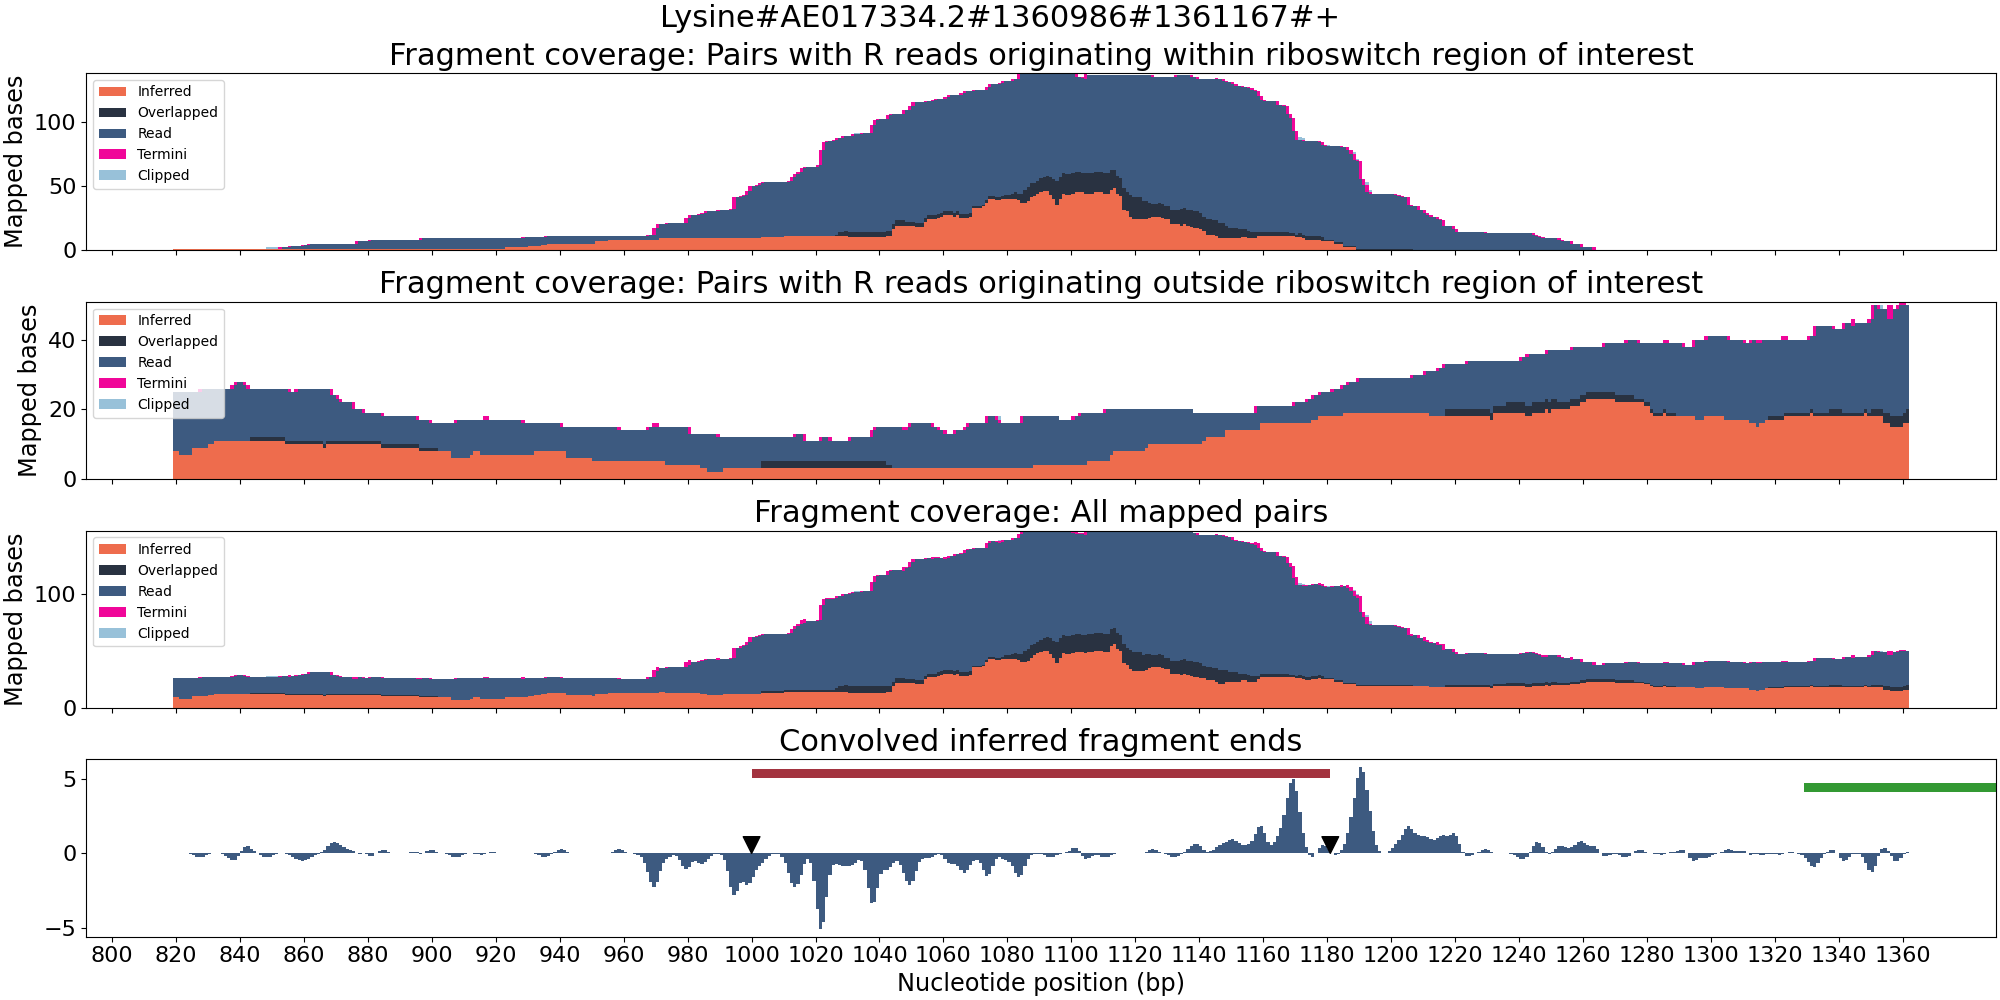 Lysine#AE017334.2#1360986#1361167#+
Fragment coverage: Pairs with R reads originating within riboswitch region of interest
Mapped bases
100
50
0
Inferred
Overlapped
Read
Termini
Clipped
Fragment coverage: Pairs with R reads originating outside riboswitch region of interest
Mapped bases
40
20
0
Inferred
Overlapped
Read
Termini
Clipped
Fragment coverage: All mapped pairs
Mapped bases
100
0
Inferred
Overlapped
Read
Termini
Clipped
Convolved inferred fragment ends
5
0
−5
800 820 840 860 880 900 920 940 960 980 1000 1020 1040 1060 1080 1100 1120 1140 1160 1180 1200 1220 1240 1260 1280 1300 1320 1340 1360
Nucleotide position (bp)